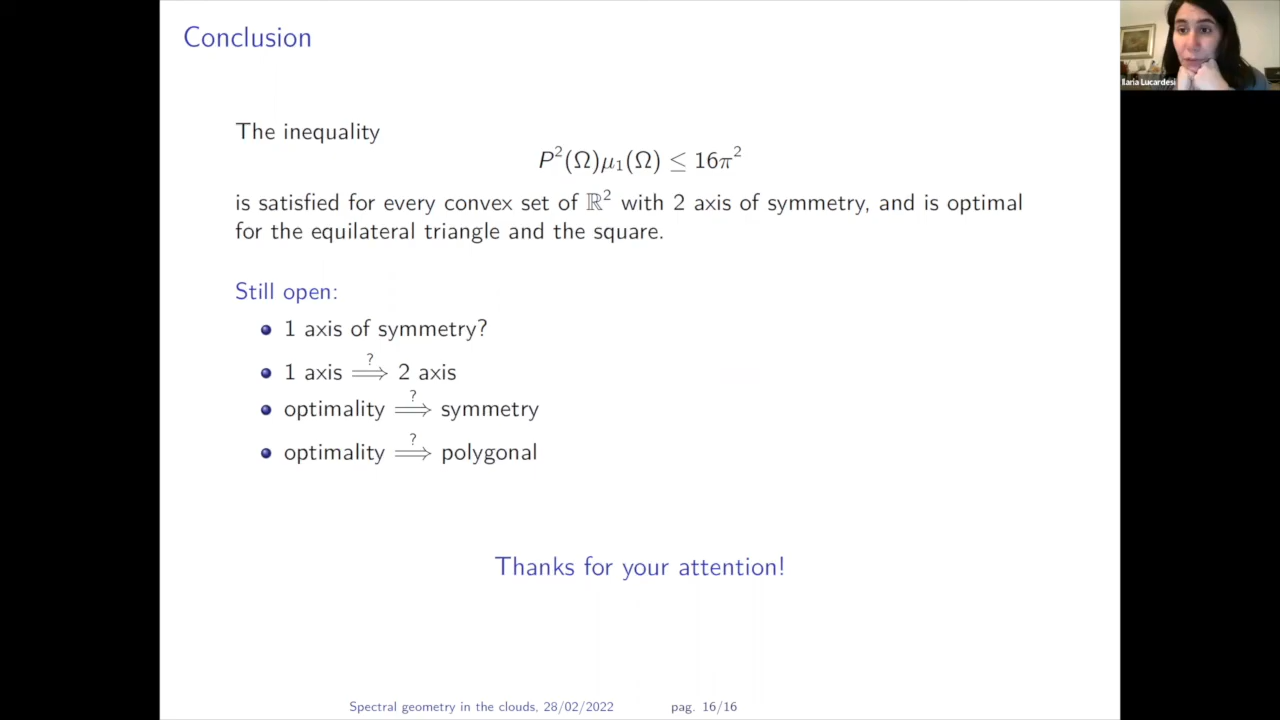 Conclusion
Ilaria Lucardesi
The inequality
P²(Ω)μ₁(Ω) ≤ 16π²
is satisfied for every convex set of ℝ² with 2 axis of symmetry, and is optimal
for the equilateral triangle and the square.
Still open:
1 axis of symmetry?
1 axis ⟹? 2 axis
optimality ⟹? symmetry
optimality ⟹? polygonal
Thanks for your attention!
Spectral geometry in the clouds, 28/02/2022 pag. 16/16